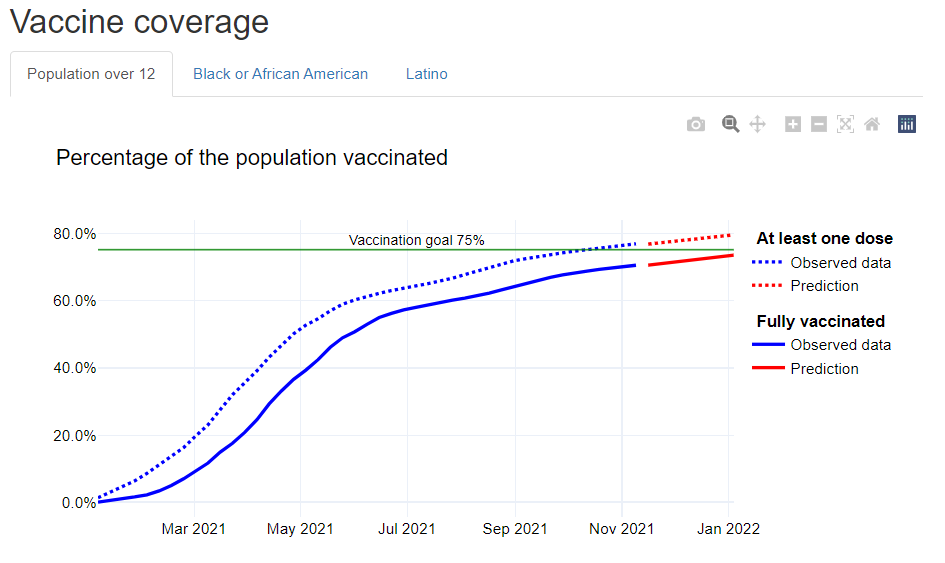 Vaccine coverage
Population over 12
Black or African American
Latino
Percentage of the population vaccinated
80.0%
60.0%
40.0%
20.0%
0.0%
Vaccination goal 75%
Mar 2021
May 2021
Jul 2021
Sep 2021
Nov 2021
Jan 2022
At least one dose
Observed data
Prediction
Fully vaccinated
Observed data
Prediction